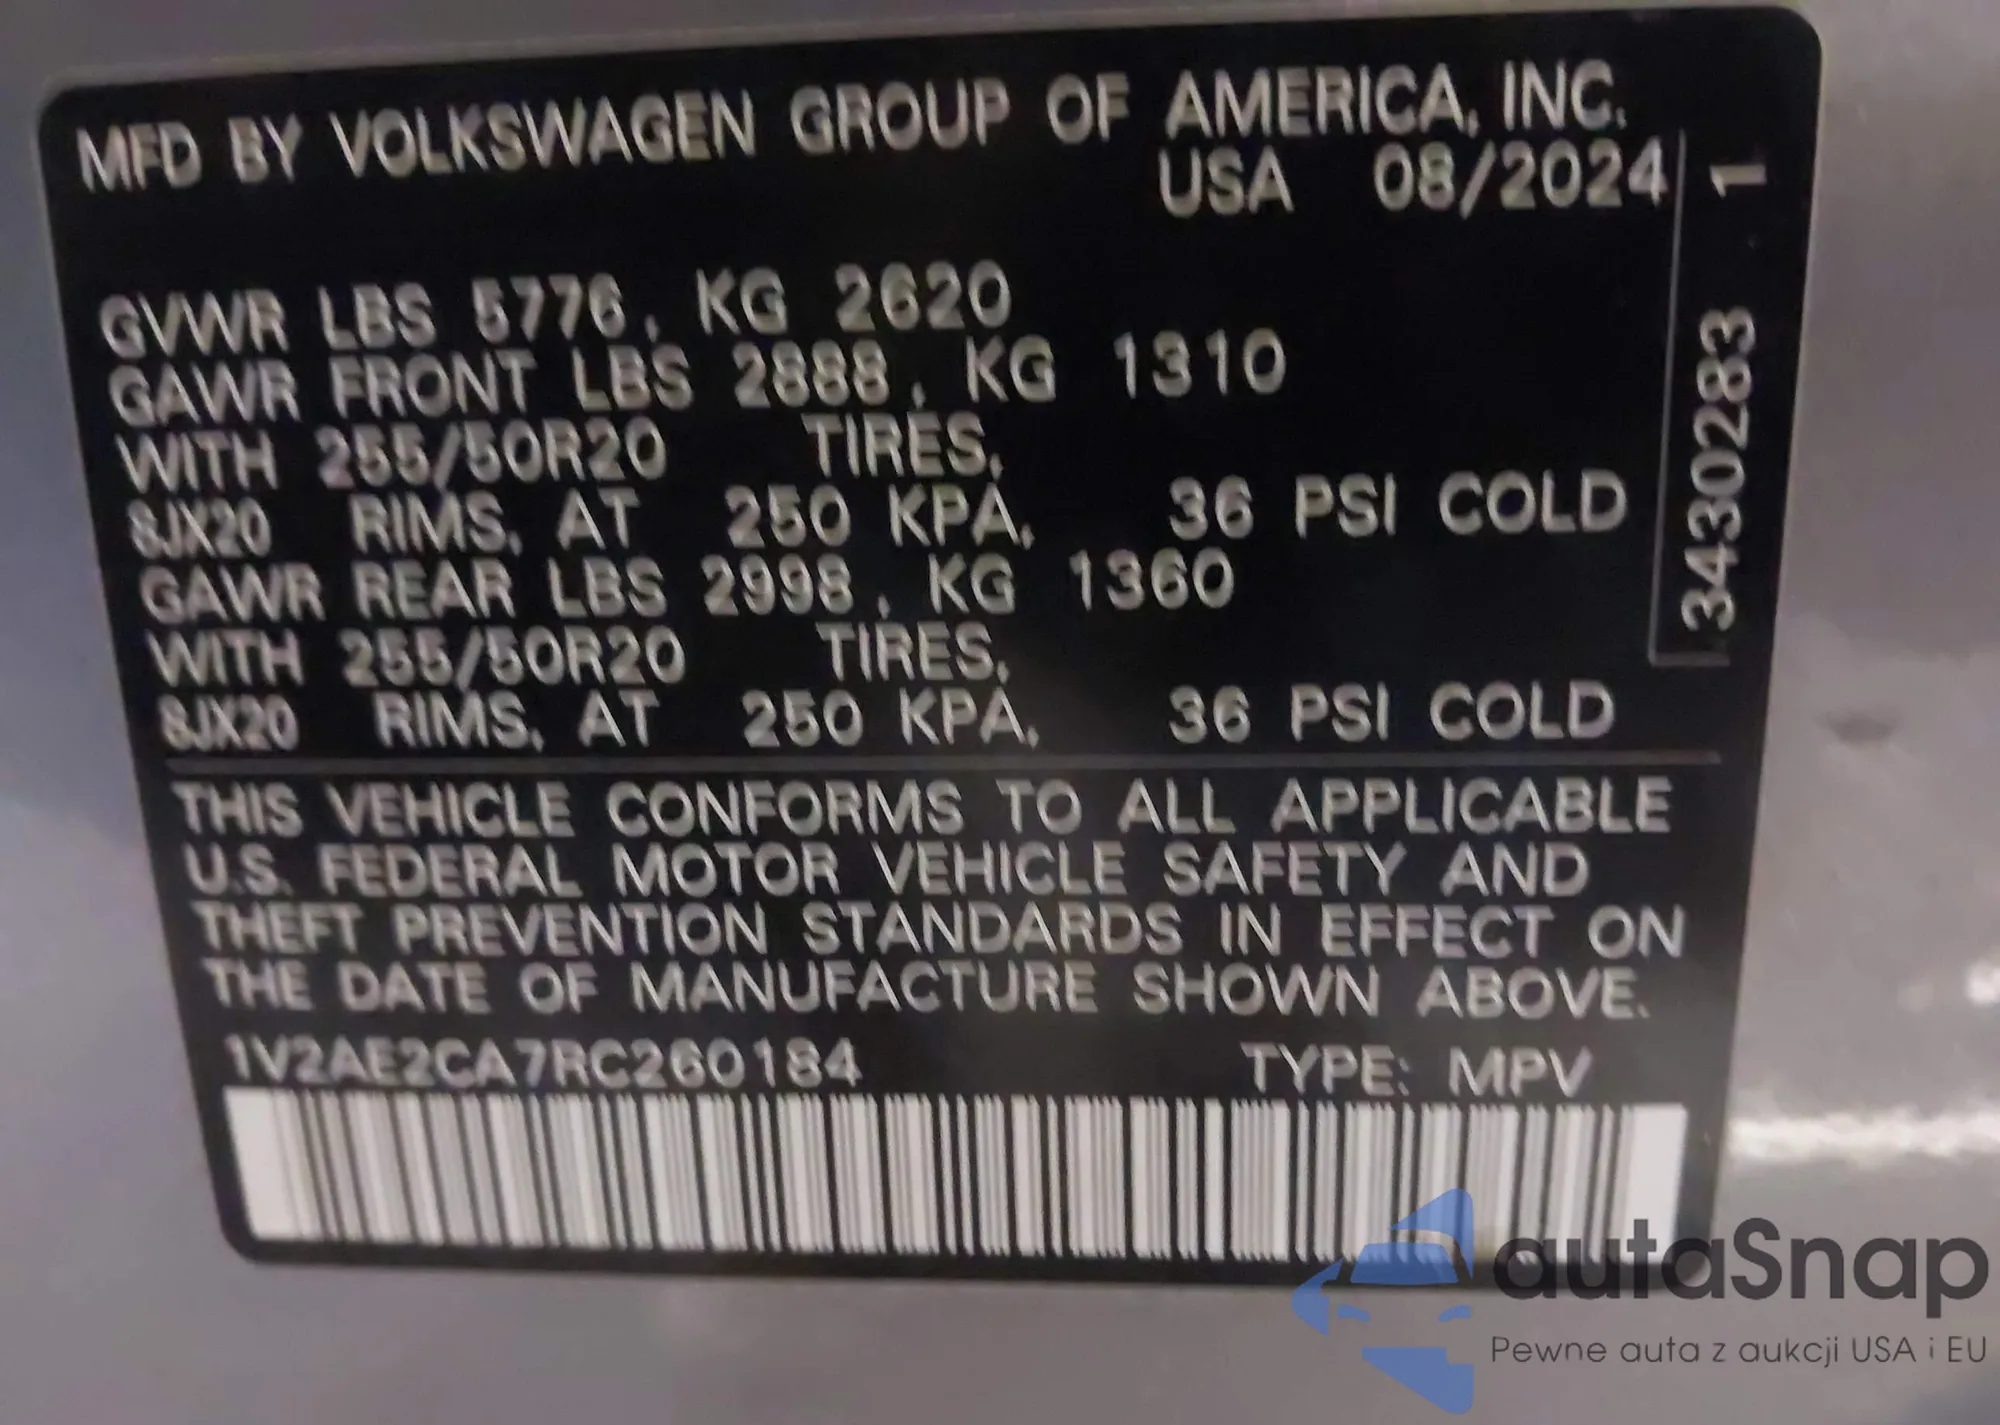 MFD BY VOLKSWAGEN GROUP OF AMERICA, INC.
USA 08/2024
GVWR LBS 5776, KG 2620
GAWR FRONT LBS 2888, KG 1310
WITH 255/50R20 TIRES,
8JX20 RIMS, AT 250 KPA, 36 PSI COLD
GAWR REAR LBS 2998, KG 1360
WITH 255/50R20 TIRES,
8JX20 RIMS, AT 250 KPA, 36 PSI COLD
THIS VEHICLE CONFORMS TO ALL APPLICABLE
U.S. FEDERAL MOTOR VEHICLE SAFETY AND
THEFT PREVENTION STANDARDS IN EFFECT ON
THE DATE OF MANUFACTURE SHOWN ABOVE.
1V2AE2CA7RC260184 TYPE: MPV
3430283 1
autaSnap
Pewne auta z aukcji USA i EU